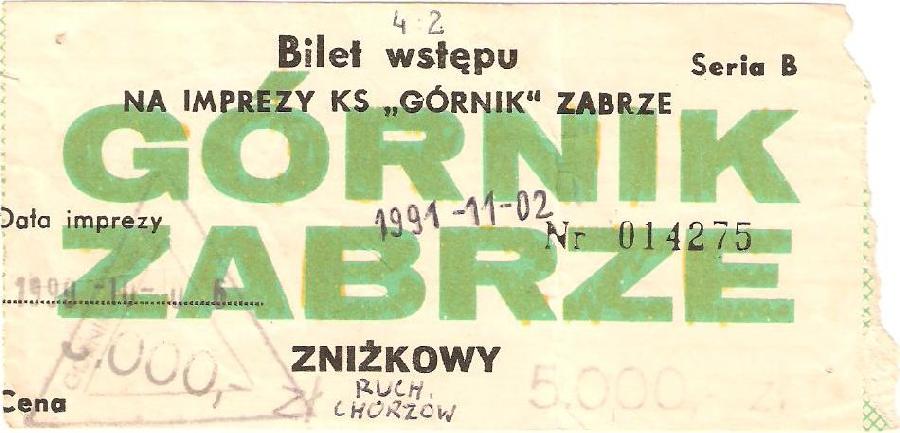 4:2
Bilet wstępu
Seria B
NA IMPREZY KS „GÓRNIK“ ZABRZE
GÓRNIK
Data imprezy
1991-11-02
Nr 014275
ZABRZE
ZNIŻKOWY
.000,- zł
5.000,- zł
Cena
RUCH
CHORZÓW